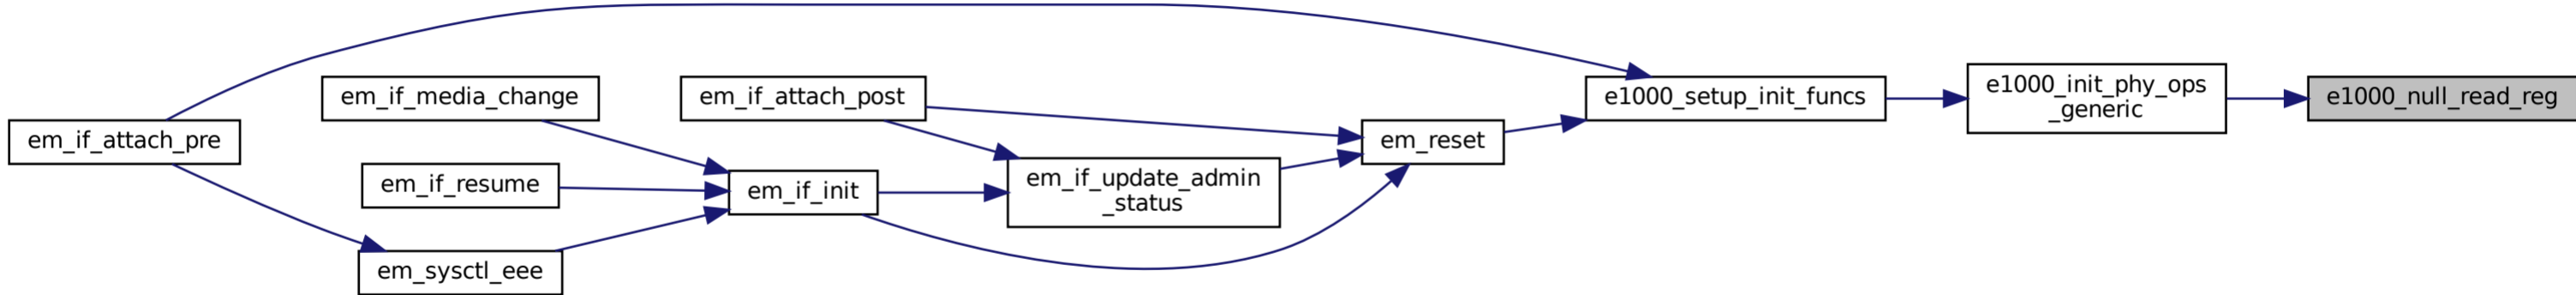 em_if_attach_pre
em_if_media_change
em_if_resume
em_sysctl_eee
em_if_attach_post
em_if_init
em_if_update_admin
_status
em_reset
e1000_setup_init_funcs
e1000_init_phy_ops
_generic
e1000_null_read_reg